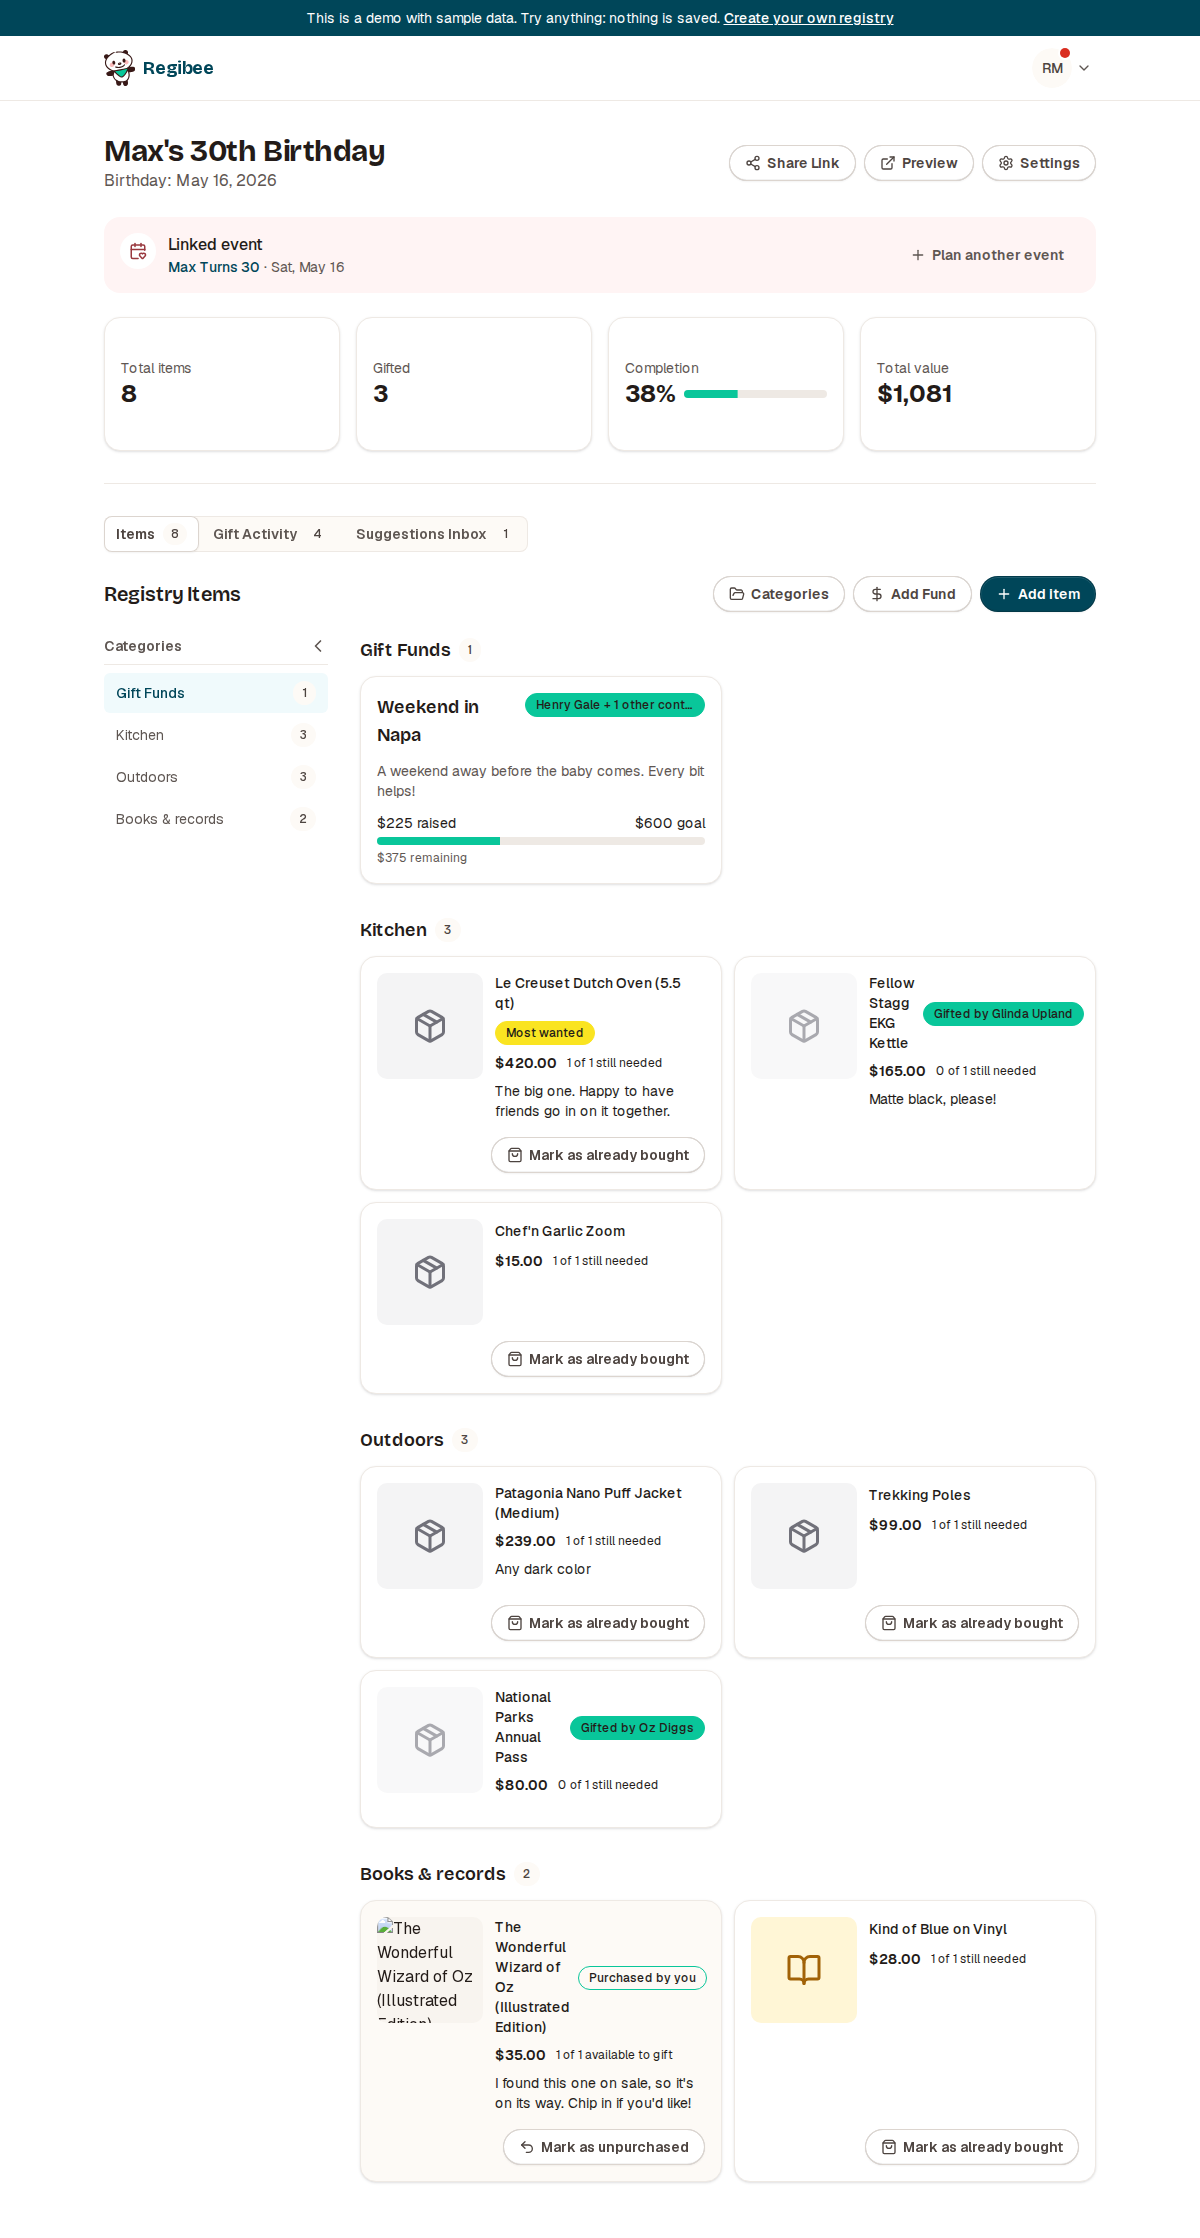 This is a demo with sample data. Try anything: nothing is saved. Create your own registry
Regibee
RM
Max's 30th Birthday
Birthday: May 16, 2026
Share Link
Preview
Settings
Linked event
Max Turns 30 · Sat, May 16
Plan another event
Total items
8
Gifted
3
Completion
38%
Total value
$1,081
Items 8
Gift Activity 4
Suggestions Inbox 1
Registry Items
Categories
Add Fund
Add item
Categories
Gift Funds 1
Kitchen 3
Outdoors 3
Books & records 2
Gift Funds 1
Weekend in
Napa
Henry Gale + 1 other cont...
A weekend away before the baby comes. Every bit
helps!
$225 raised
$600 goal
$375 remaining
Kitchen 3
Le Creuset Dutch Oven (5.5
qt)
Most wanted
$420.00 1 of 1 still needed
The big one. Happy to have
friends go in on it together.
Mark as already bought
Fellow
Stagg
EKG
Kettle
Gifted by Glinda Upland
$165.00 0 of 1 still needed
Matte black, please!
Chef'n Garlic Zoom
$15.00 1 of 1 still needed
Mark as already bought
Outdoors 3
Patagonia Nano Puff Jacket
(Medium)
$239.00 1 of 1 still needed
Any dark color
Mark as already bought
Trekking Poles
$99.00 1 of 1 still needed
Mark as already bought
National
Parks
Annual
Pass
Gifted by Oz Diggs
$80.00 0 of 1 still needed
Books & records 2
The
Wonderful
Wizard of Oz
(Illustrated
Edition)
The
Wonderful
Wizard of
Oz
(Illustrated
Edition)
Purchased by you
$35.00 1 of 1 available to gift
I found this one on sale, so it's
on its way. Chip in if you'd like!
Mark as unpurchased
Kind of Blue on Vinyl
$28.00 1 of 1 still needed
Mark as already bought